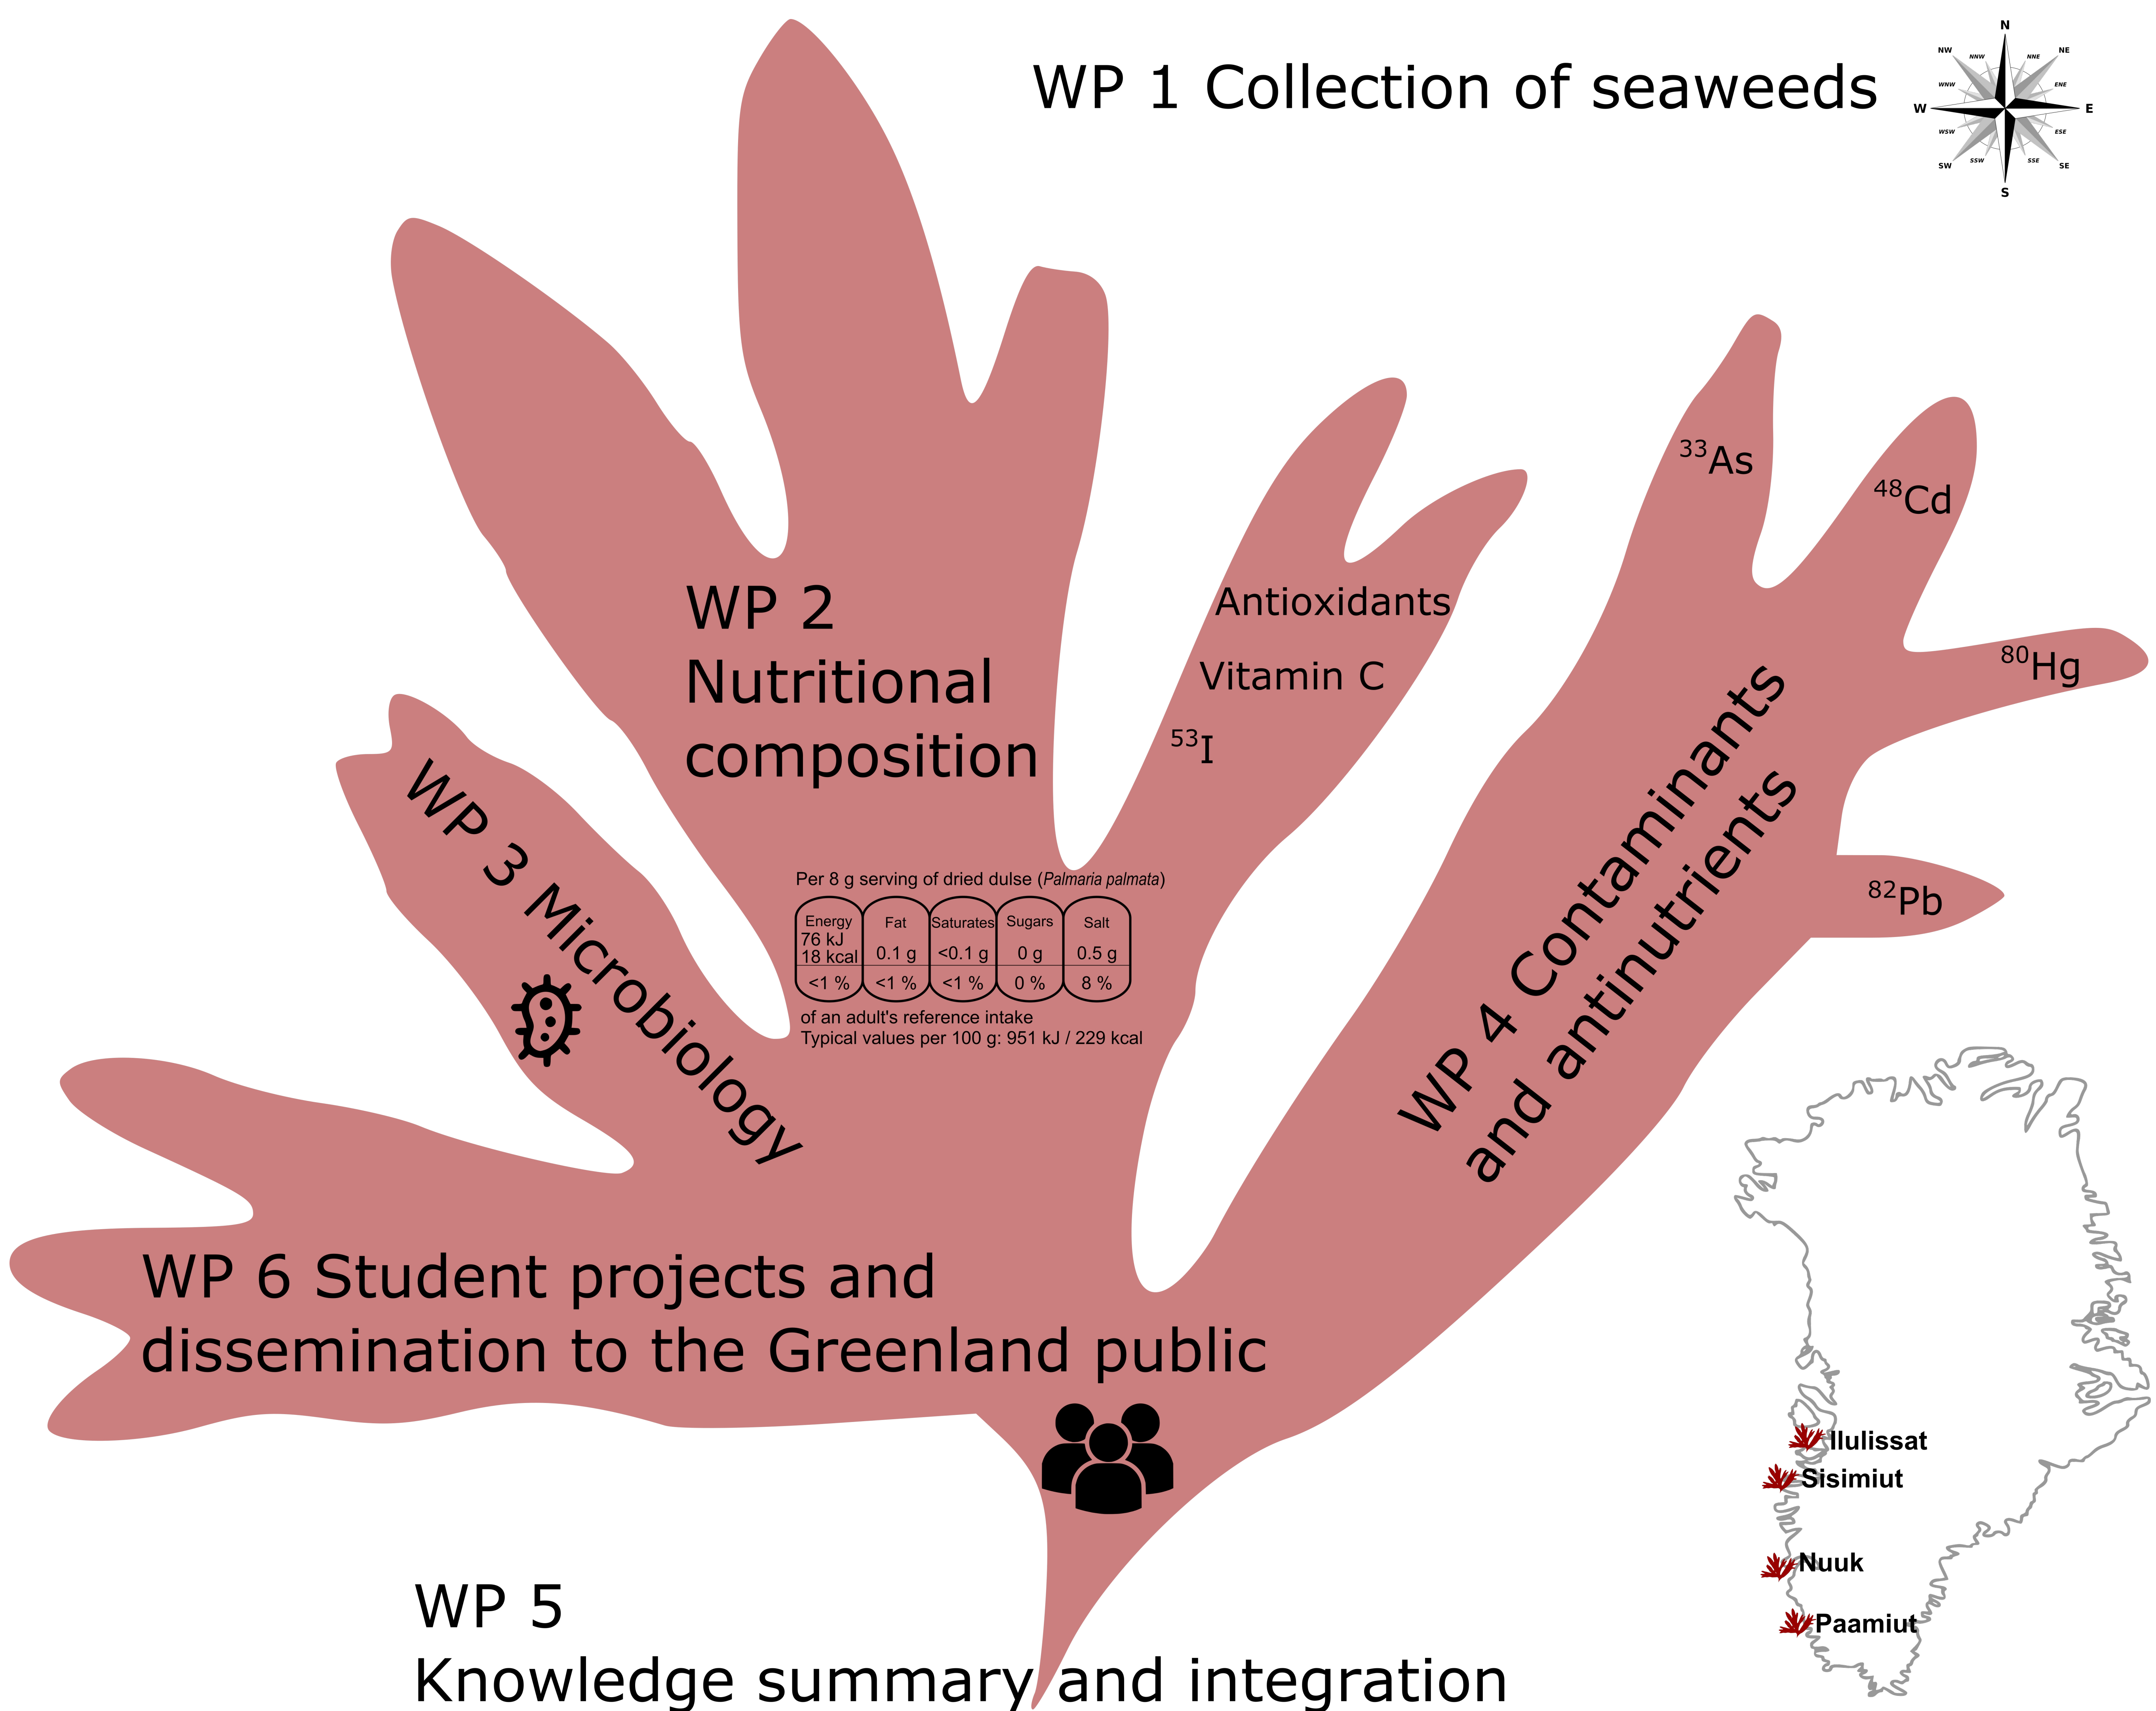 WP 1 Collection of seaweeds
N
NNW
NNE
NW
NE
WNW
ENE
W
E
WSW
ESE
SW
SE
SSW
SSE
S
³³As
⁴⁸Cd
⁸⁰Hg
⁸²Pb
WP 2
Nutritional
composition
Antioxidants
Vitamin C
⁵³I
WP 3 Microbiology
WP 4 Contaminants
and antinutrients
Per 8 g serving of dried dulse (Palmaria palmata)
Energy Fat Saturates Sugars Salt
76 kJ
18 kcal 0.1 g <0.1 g 0 g 0.5 g
<1 % <1 % <1 % 0 % 8 %
of an adult's reference intake
Typical values per 100 g: 951 kJ / 229 kcal
WP 6 Student projects and
dissemination to the Greenland public
Ilulissat
Sisimiut
Nuuk
Paamiut
WP 5
Knowledge summary and integration